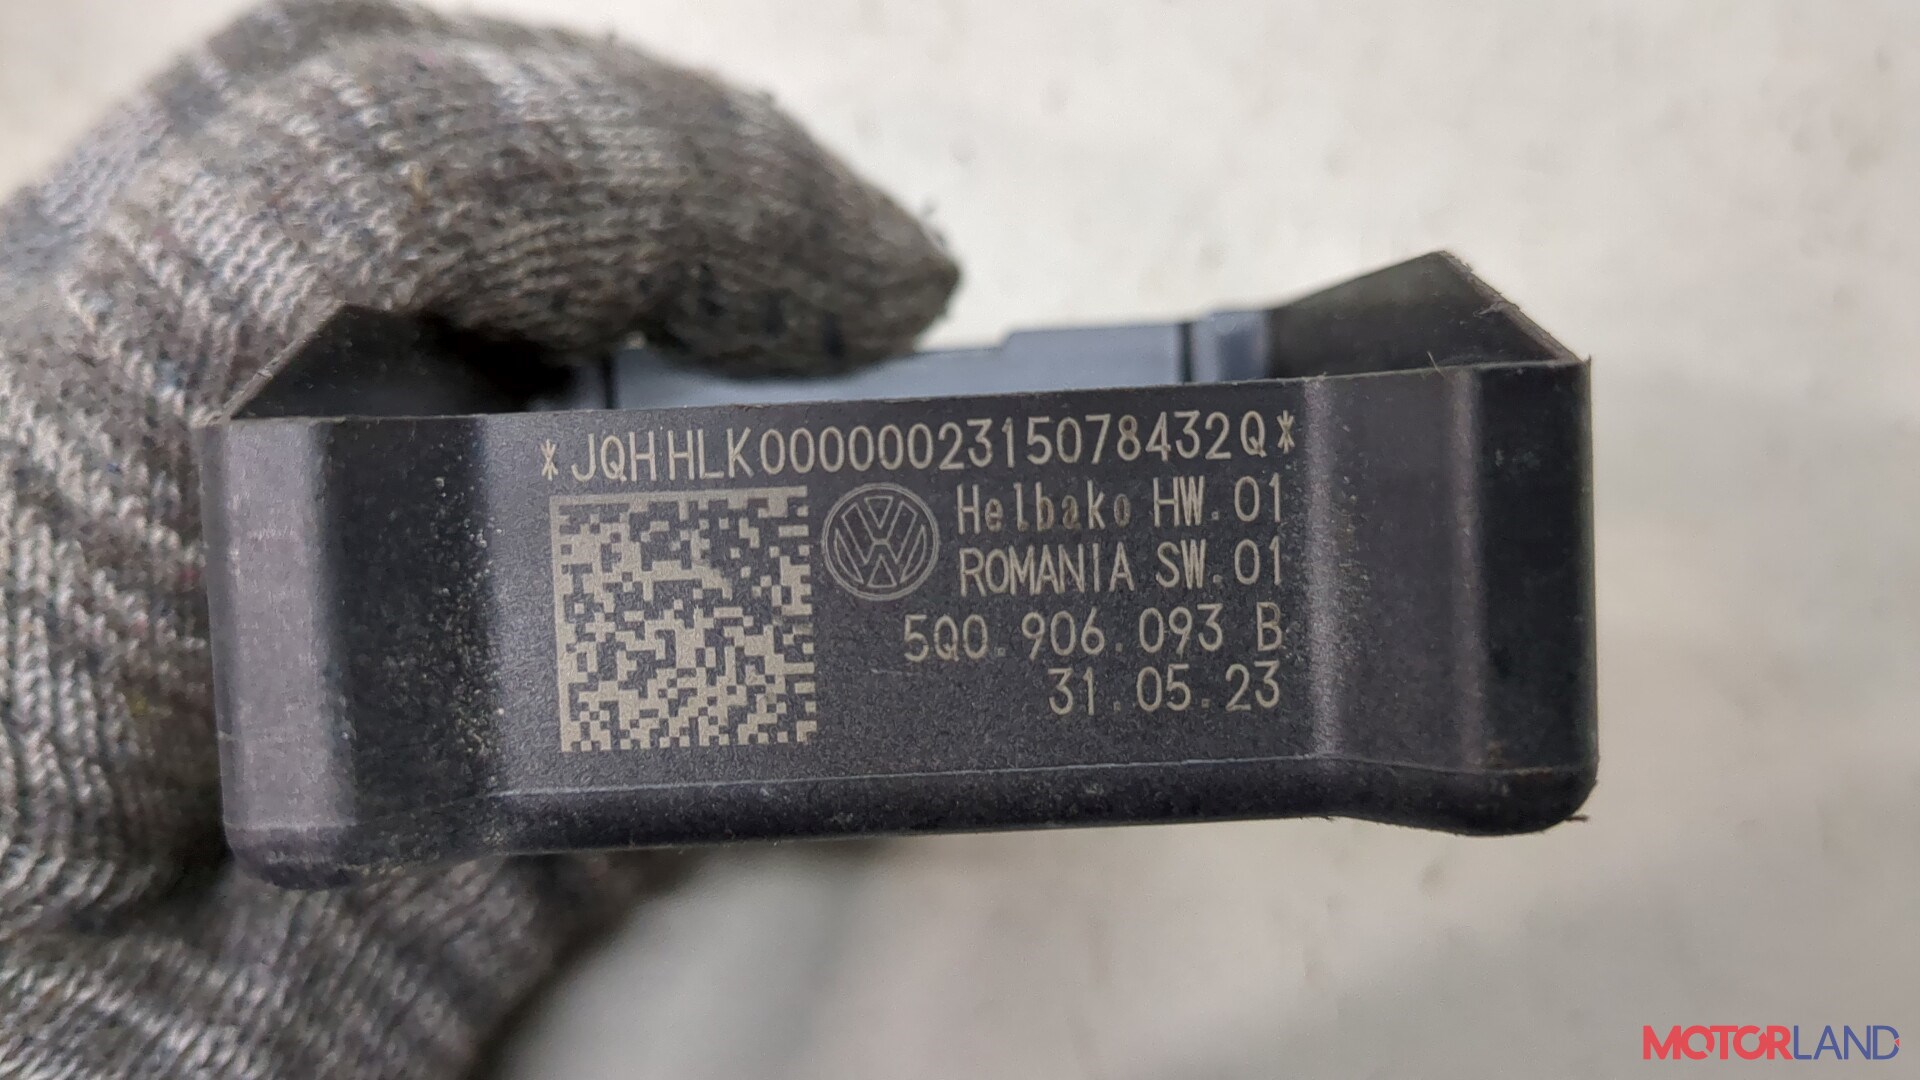 *JQHHLK0000002315078432Q*
Helbako HW.01
ROMANIA SW.01
5Q0.906.093 B
31.05.23
MOTORLAND